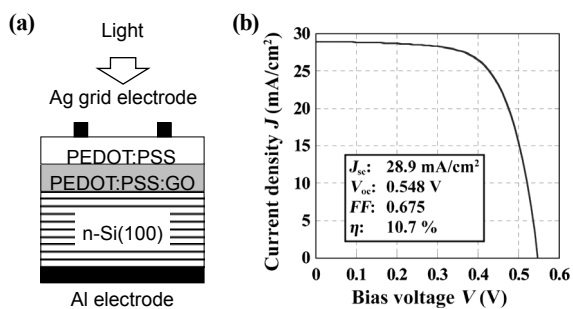 (a)
Light
Ag grid electrode
PEDOT:PSS
PEDOT:PSS:GO
n-Si(100)
Al electrode
(b)
Current density J (mA/cm²)
35
30
25
20
15
10
5
0
Jsc: 28.9 mA/cm²
Voc: 0.548 V
FF: 0.675
η: 10.7 %
0 0.1 0.2 0.3 0.4 0.5 0.6
Bias voltage V (V)